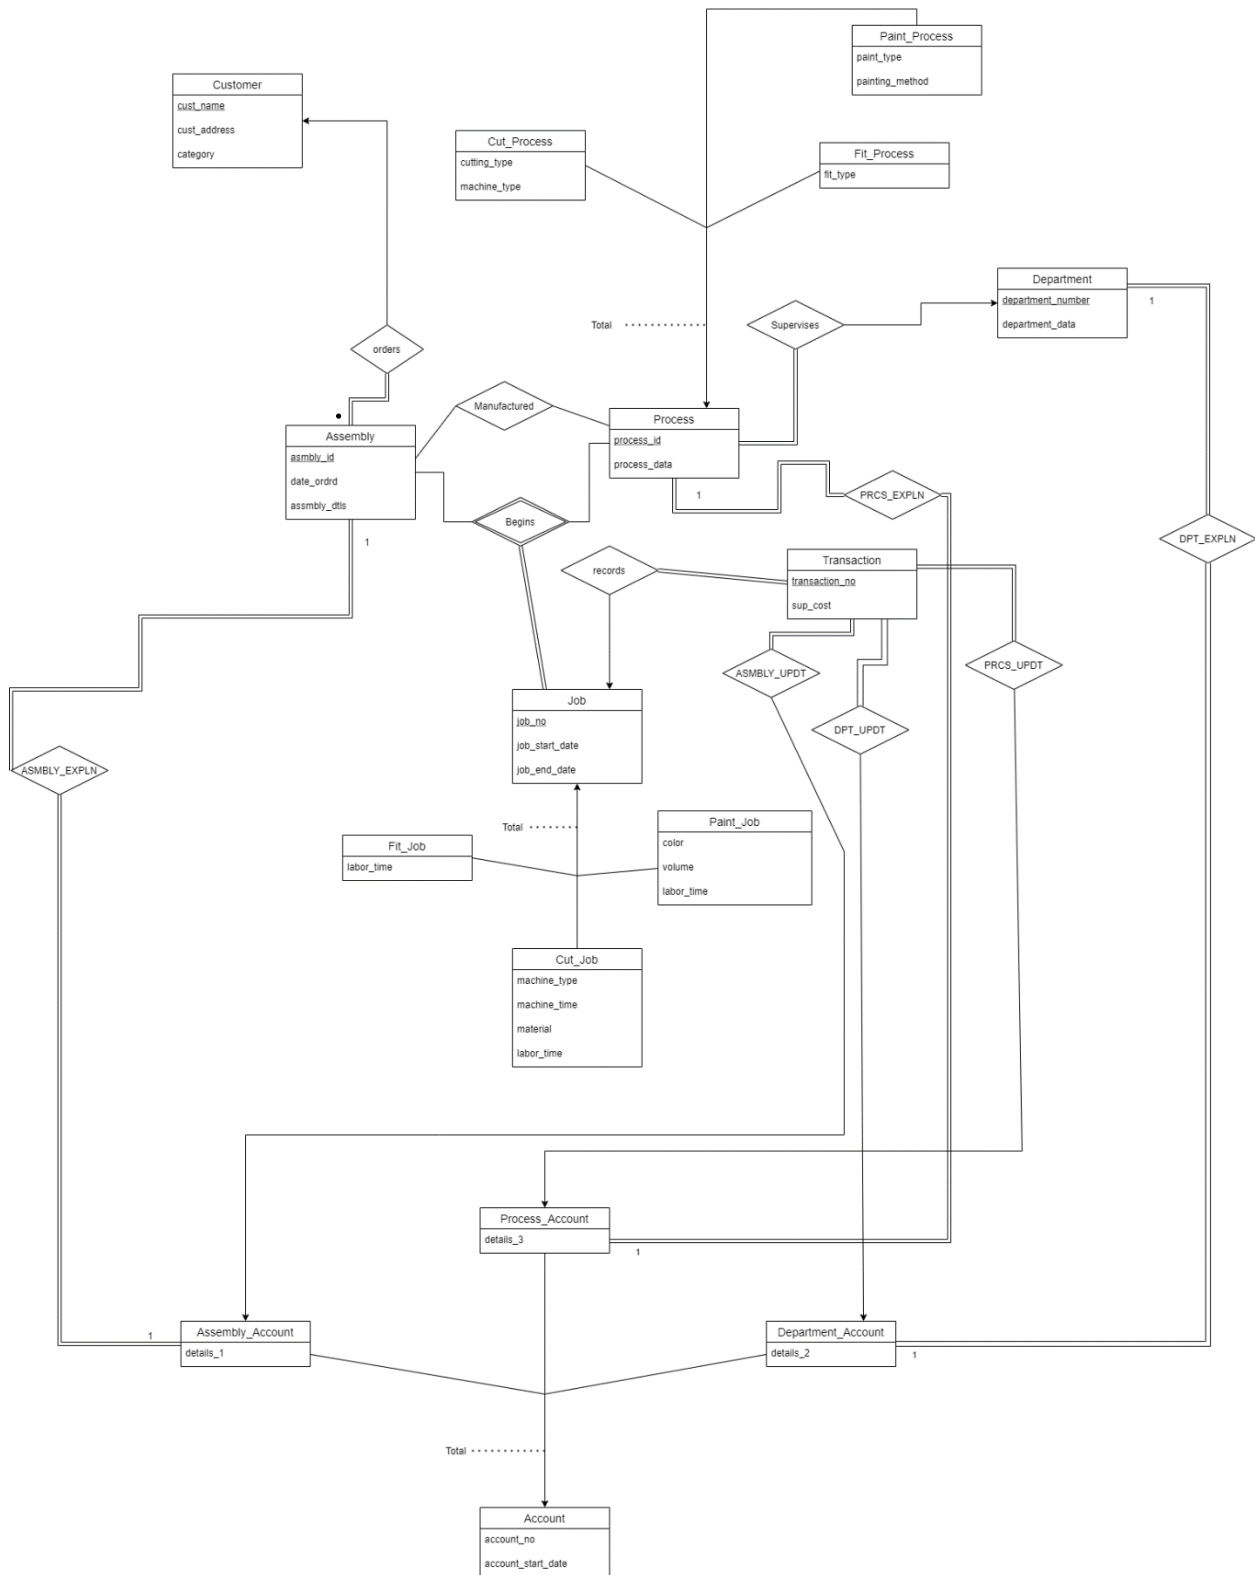 Paint_Process
paint_type
painting_method
Customer
cust_name
cust_address
category
Cut_Process
cutting_type
machine_type
Fit_Process
fit_type
Department
department_number
department_data
1
Total
Supervises
orders
Manufactured
Process
process_id
process_data
1
Assembly
asmbly_id
date_ordrd
assmbly_dtls
1
PRCS_EXPLN
Begins
DPT_EXPLN
records
Transaction
transaction_no
sup_cost
ASMBLY_UPDT
PRCS_UPDT
DPT_UPDT
Job
job_no
job_start_date
job_end_date
ASMBLY_EXPLN
Total
Fit_Job
labor_time
Paint_Job
color
volume
labor_time
Cut_Job
machine_type
machine_time
material
labor_time
Process_Account
details_3
1
Assembly_Account
details_1
1
Department_Account
details_2
1
Total
Account
account_no
account_start_date